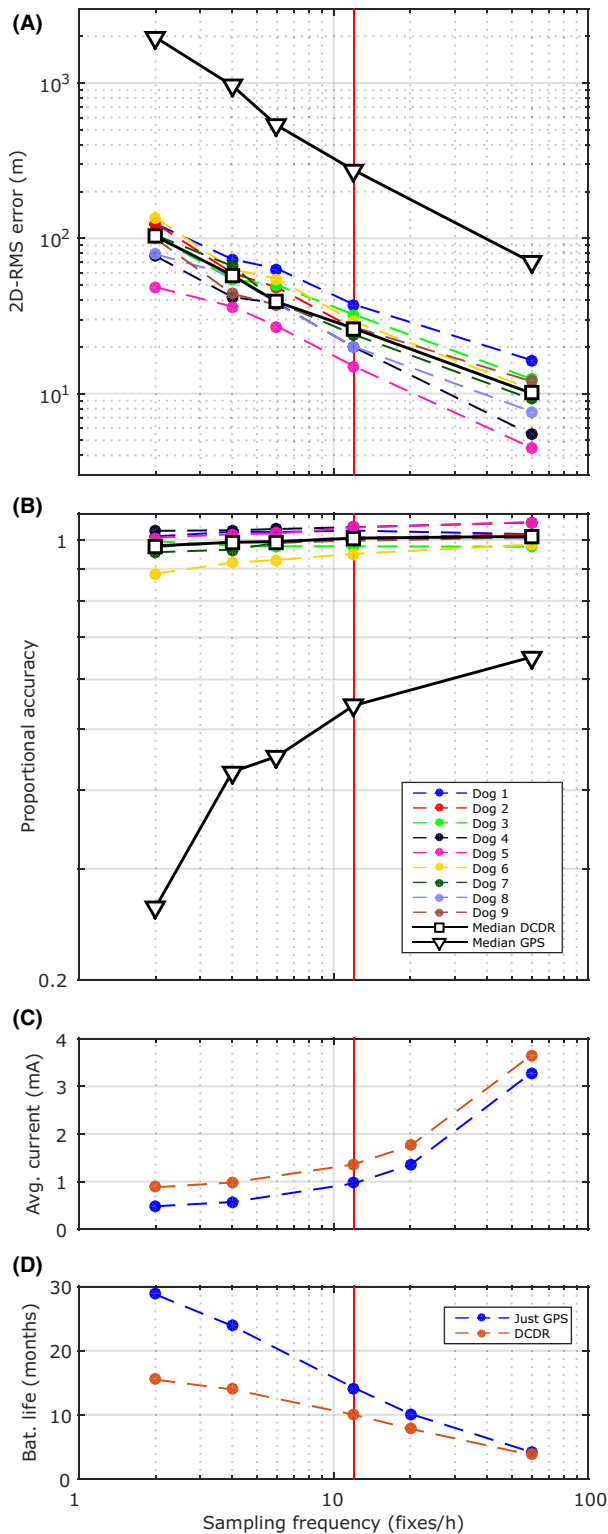 (A)
10³
10²
10¹
2D-RMS error (m)
(B)
1
0.2
Proportional accuracy
Dog 1
Dog 2
Dog 3
Dog 4
Dog 5
Dog 6
Dog 7
Dog 8
Dog 9
Median DCDR
Median GPS
(C)
4
3
2
1
0
Avg. current (mA)
(D)
30
20
10
0
Bat. life (months)
Just GPS
DCDR
1
10
100
Sampling frequency (fixes/h)